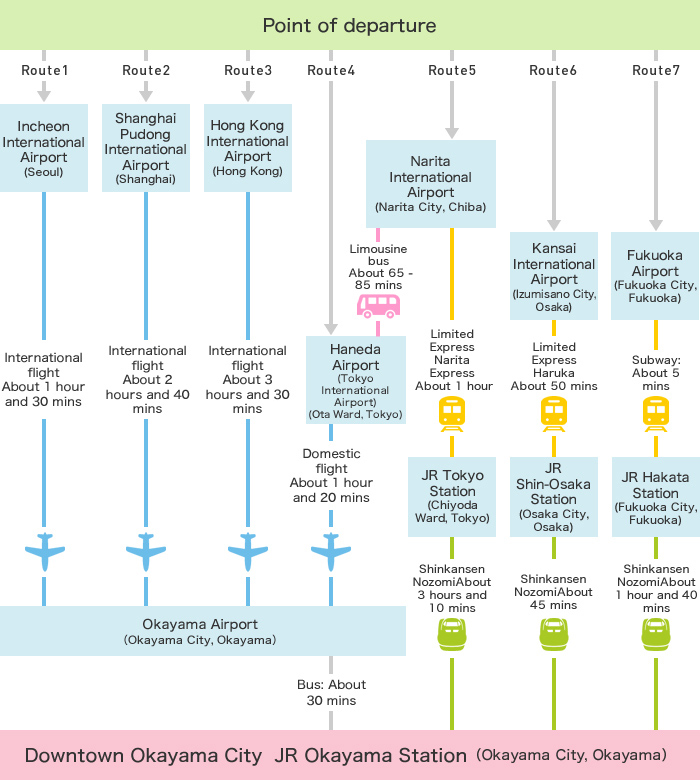 Point of departure
Route1
Route2
Route3
Route4
Route5
Route6
Route7
Incheon
International
Airport
(Seoul)
Shanghai
Pudong
International
Airport
(Shanghai)
Hong Kong
International
Airport
(Hong Kong)
Narita
International
Airport
(Narita City, Chiba)
Kansai
International
Airport
(Izumisano City,
Osaka)
Fukuoka
Airport
(Fukuoka City,
Fukuoka)
Limousine
bus
About 65 -
85 mins
Haneda
Airport
(Tokyo
International
Airport)
(Ota Ward, Tokyo)
International
flight
About 1 hour
and 30 mins
International
flight
About 2
hours and 40
mins
International
flight
About 3
hours and 30
mins
Limited
Express
Narita
Express
About 1 hour
Limited
Express
Haruka
About 50 mins
Subway:
About 5
mins
Domestic
flight
About 1 hour
and 20 mins
JR Tokyo
Station
(Chiyoda
Ward, Tokyo)
JR
Shin-Osaka
Station
(Osaka City,
Osaka)
JR Hakata
Station
(Fukuoka City,
Fukuoka)
Shinkansen
NozomiAbout
3 hours and
10 mins
Shinkansen
NozomiAbout
45 mins
Shinkansen
NozomiAbout
1 hour and 40
mins
Okayama Airport
(Okayama City, Okayama)
Bus: About
30 mins
Downtown Okayama City JR Okayama Station (Okayama City, Okayama)